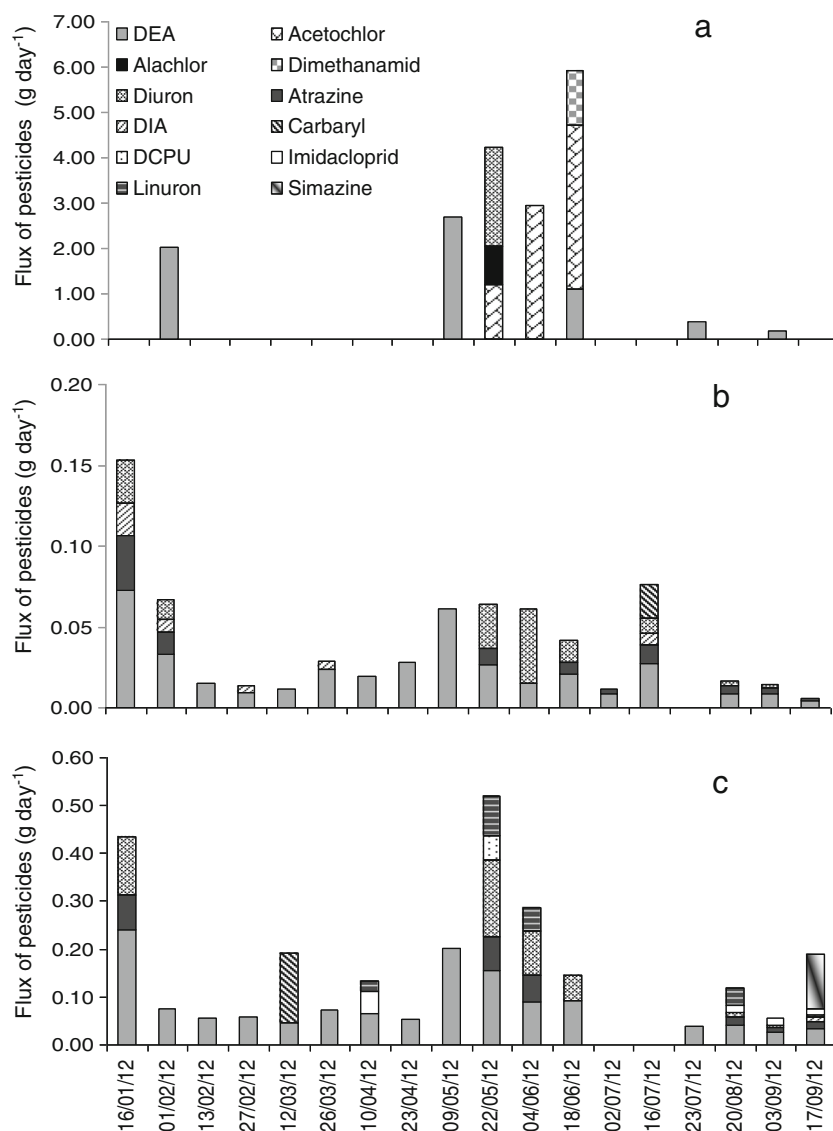 a
Flux of pesticides (g day-1)
7.00
6.00
5.00
4.00
3.00
2.00
1.00
0.00
DEA
Alachlor
Diuron
DIA
DCPU
Linuron
Acetochlor
Dimethanamid
Atrazine
Carbaryl
Imidacloprid
Simazine
b
Flux of pesticides (g day-1)
0.20
0.15
0.10
0.05
0.00
c
Flux of pesticides (g day-1)
0.60
0.50
0.40
0.30
0.20
0.10
0.00
16/01/12
01/02/12
13/02/12
27/02/12
12/03/12
26/03/12
10/04/12
23/04/12
09/05/12
22/05/12
04/06/12
18/06/12
02/07/12
16/07/12
23/07/12
20/08/12
03/09/12
17/09/12